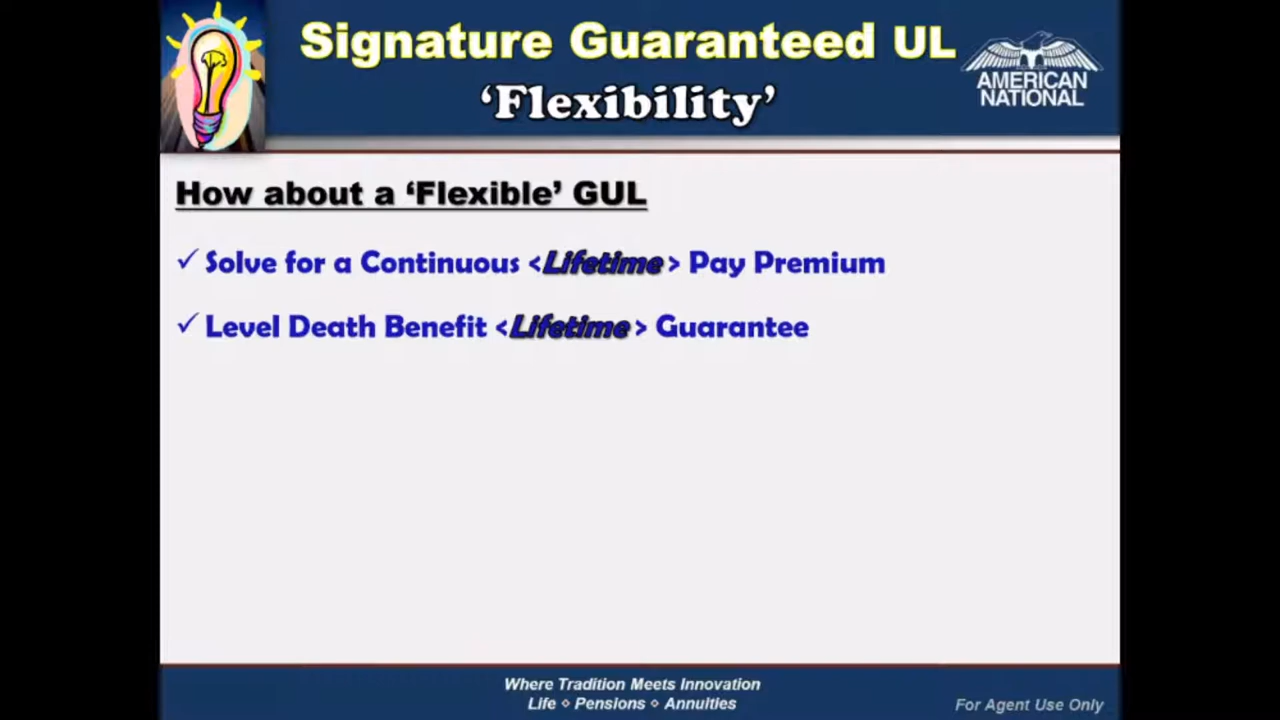 Signature Guaranteed UL
‘Flexibility’
AMERICAN
NATIONAL
How about a ‘Flexible’ GUL
✓ Solve for a Continuous <Lifetime> Pay Premium
✓ Level Death Benefit <Lifetime> Guarantee
Where Tradition Meets Innovation
Life ⋄ Pensions ⋄ Annuities
For Agent Use Only